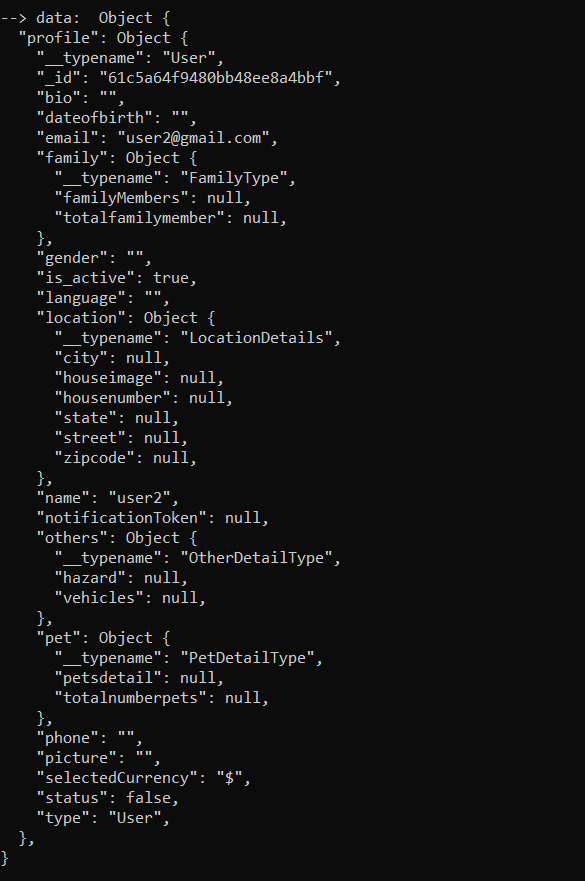 --> data:  Object {
  "profile": Object {
    "__typename": "User",
    "_id": "61c5a64f9480bb48ee8a4bbf",
    "bio": "",
    "dateofbirth": "",
    "email": "user2@gmail.com",
    "family": Object {
      "__typename": "FamilyType",
      "familyMembers": null,
      "totalfamilymember": null,
    },
    "gender": "",
    "is_active": true,
    "language": "",
    "location": Object {
      "__typename": "LocationDetails",
      "city": null,
      "houseimage": null,
      "housenumber": null,
      "state": null,
      "street": null,
      "zipcode": null,
    },
    "name": "user2",
    "notificationToken": null,
    "others": Object {
      "__typename": "OtherDetailType",
      "hazard": null,
      "vehicles": null,
    },
    "pet": Object {
      "__typename": "PetDetailType",
      "petsdetail": null,
      "totalnumberpets": null,
    },
    "phone": "",
    "picture": "",
    "selectedCurrency": "$",
    "status": false,
    "type": "User",
  },
}